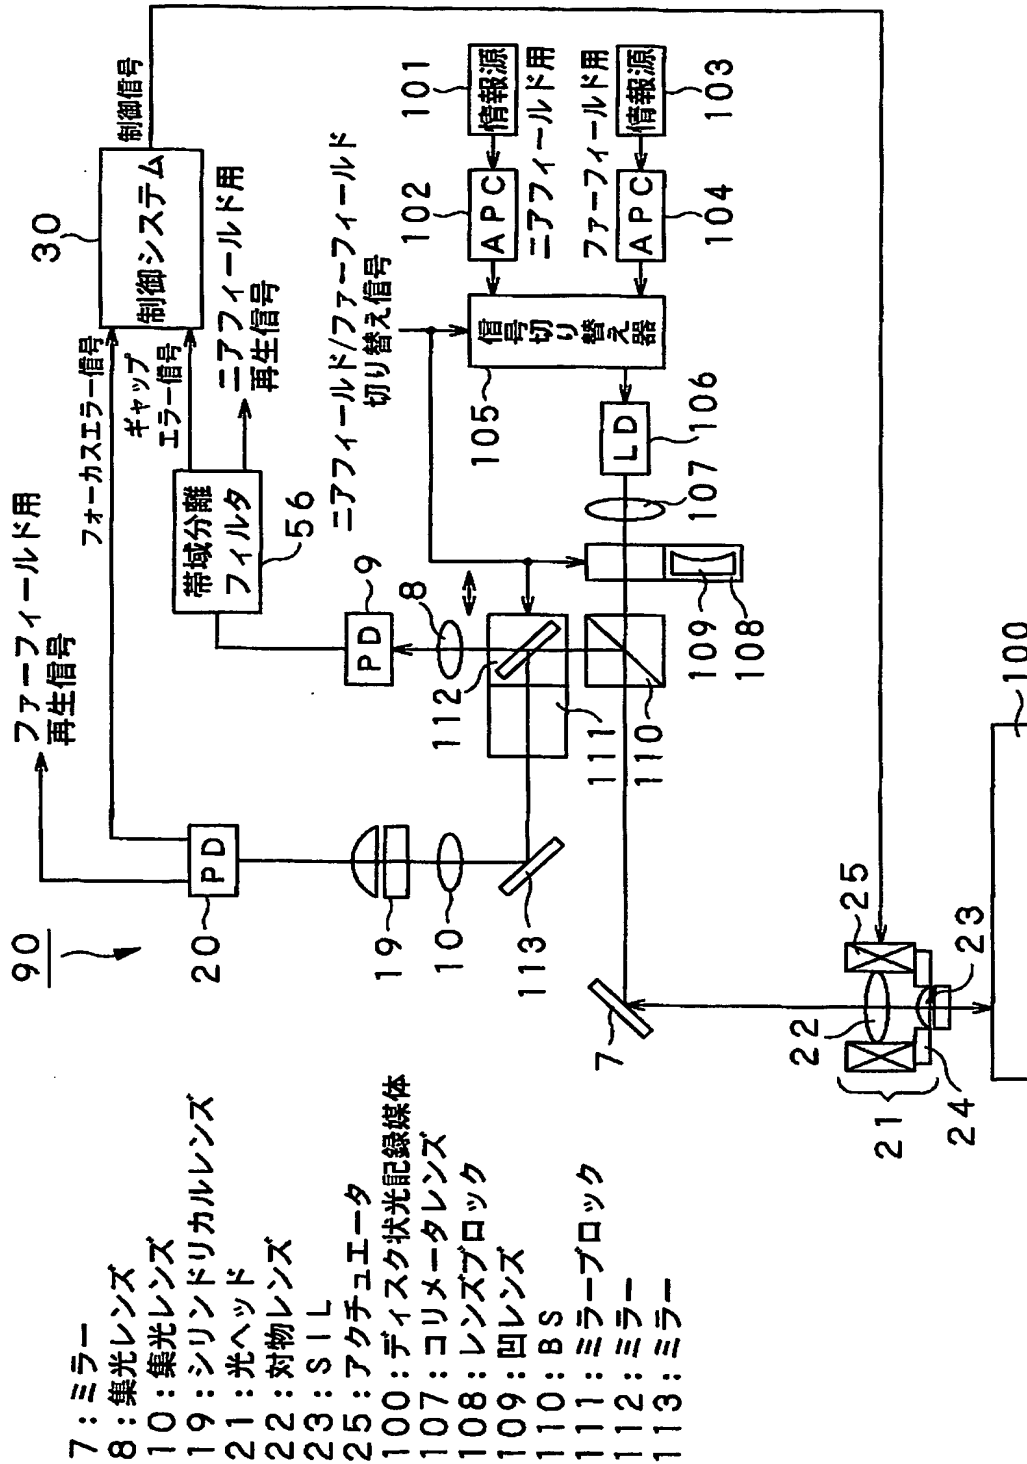 90
ファーフィールド用
再生信号
フォーカスエラー信号
ギャップ
エラー信号
30
制御システム
制御信号
ニアフィールド用
再生信号
帯域分離
フィルタ
56
ニアフィールド/ファーフィールド
切り替え信号
PD
20
19
10
113
PD
9
8
112
111
110
109
108
107
LD
106
105
信号切り替え器
APC
102
情報源
101
ニアフィールド用
ファーフィールド用
APC
104
情報源
103
7
22
25
23
21
24
100
7:ミラー
8:集光レンズ
10:集光レンズ
19:シリンドリカルレンズ
21:光ヘッド
22:対物レンズ
23:SIL
25:アクチュエータ
100:ディスク状光記録媒体
107:コリメータレンズ
108:レンズブロック
109:凹レンズ
110:BS
111:ミラーブロック
112:ミラー
113:ミラー